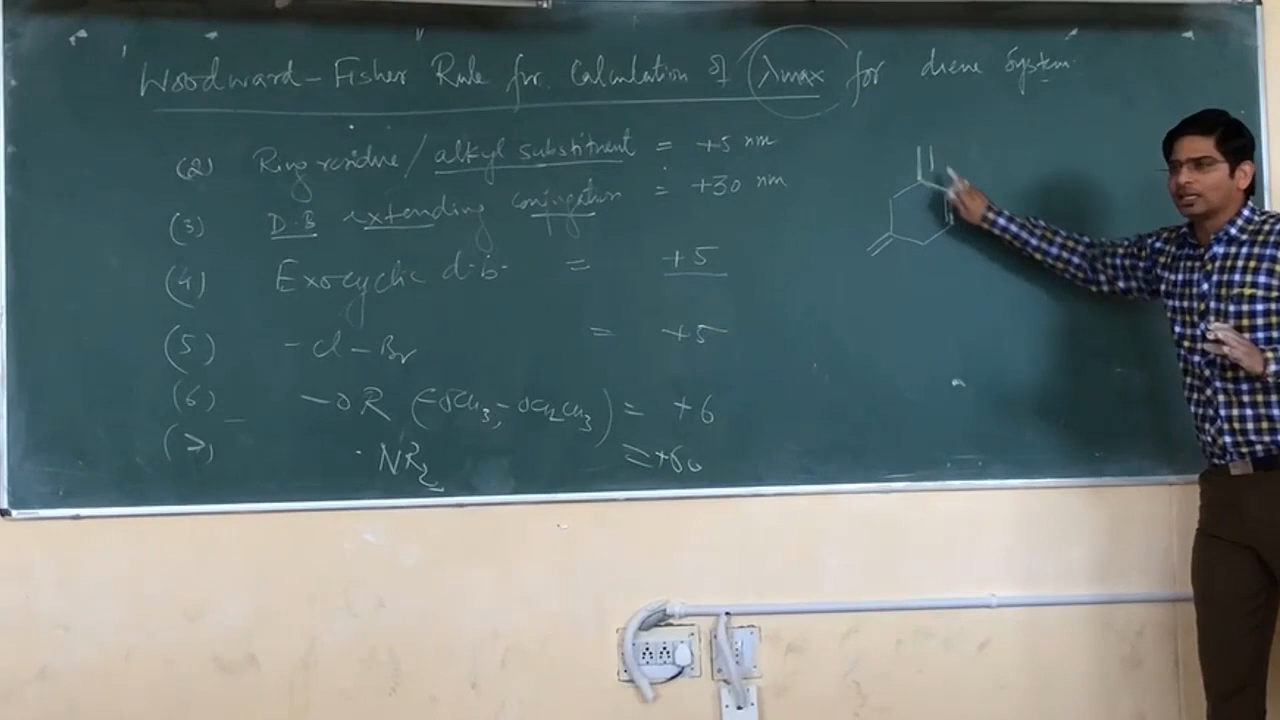 Woodward-Fisher Rule for Calculation of λmax for diene System.
(2) Ring residue / alkyl substituent = +5 nm
(3) D.B extending conjugation = +30 nm
(4) Exocyclic d.b. = +5
(5) -Cl -Br = +5
(6) -OR (-OCH3, -OCH2CH3) = +6
(7) NR2 = +60